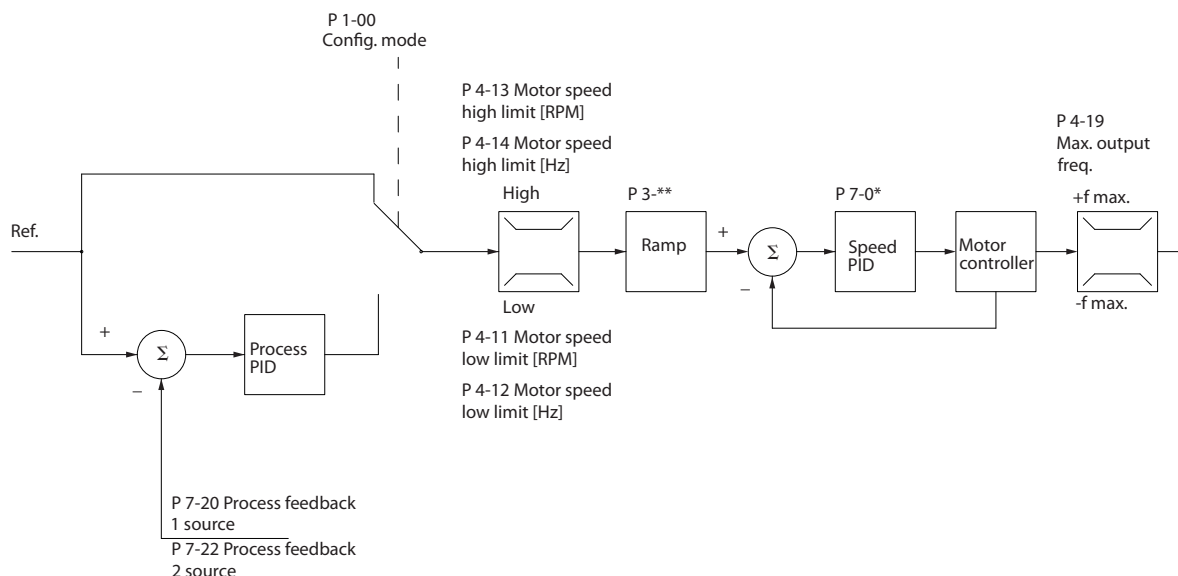 P 1-00
Config. mode
P 4-13 Motor speed
high limit [RPM]
P 4-14 Motor speed
high limit [Hz]
P 4-19
Max. output
freq.
High
P 3-**
P 7-0*
+f max.
Ref.
+
Ramp
Σ
Speed
PID
Motor
controller
–
Low
-f max.
+
Σ
Process
PID
P 4-11 Motor speed
low limit [RPM]
–
P 4-12 Motor speed
low limit [Hz]
P 7-20 Process feedback
1 source
P 7-22 Process feedback
2 source